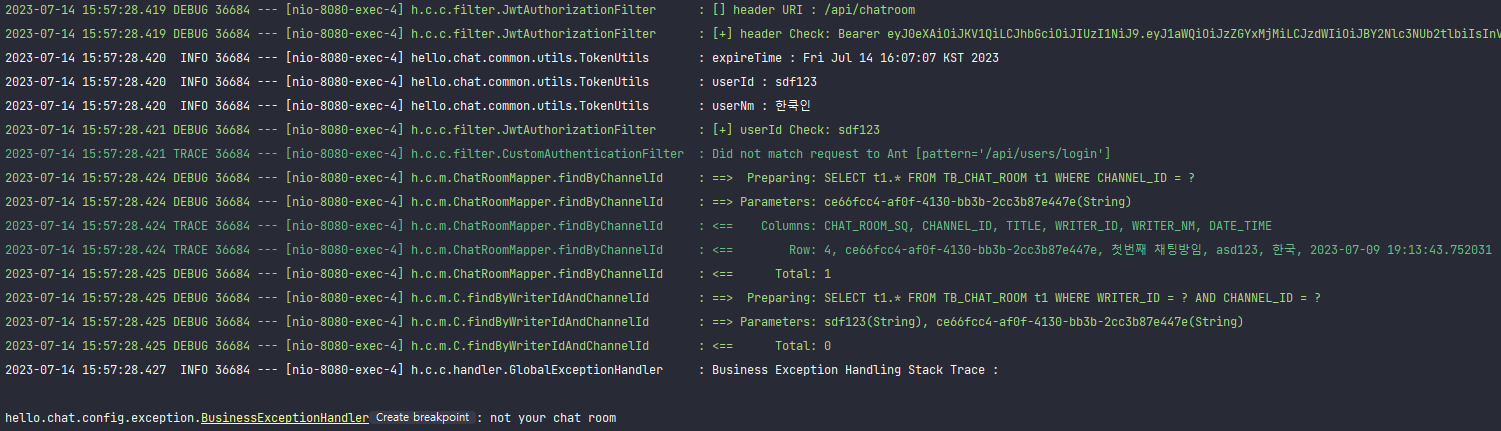 2023-07-14 15:57:28.419 DEBUG 36684 --- [nio-8080-exec-4] h.c.c.filter.JwtAuthorizationFilter : [] header URI : /api/chatroom
2023-07-14 15:57:28.419 DEBUG 36684 --- [nio-8080-exec-4] h.c.c.filter.JwtAuthorizationFilter : [+] header Check: Bearer eyJ0eXAiOiJKV1QiLCJhbGciOiJIUzI1NiJ9.eyJ1aWQiOiJzZGYxMjMiLCJzdWIiOiJBY2Nlc3NUb2tlbiIsInV
2023-07-14 15:57:28.420 INFO 36684 --- [nio-8080-exec-4] hello.chat.common.utils.TokenUtils : expireTime : Fri Jul 14 16:07:07 KST 2023
2023-07-14 15:57:28.420 INFO 36684 --- [nio-8080-exec-4] hello.chat.common.utils.TokenUtils : userId : sdf123
2023-07-14 15:57:28.420 INFO 36684 --- [nio-8080-exec-4] hello.chat.common.utils.TokenUtils : userNm : 한국인
2023-07-14 15:57:28.421 DEBUG 36684 --- [nio-8080-exec-4] h.c.c.filter.JwtAuthorizationFilter : [+] userId Check: sdf123
2023-07-14 15:57:28.421 TRACE 36684 --- [nio-8080-exec-4] h.c.c.filter.CustomAuthenticationFilter : Did not match request to Ant [pattern='/api/users/login']
2023-07-14 15:57:28.424 DEBUG 36684 --- [nio-8080-exec-4] h.c.m.ChatRoomMapper.findByChannelId : ==> Preparing: SELECT t1.* FROM TB_CHAT_ROOM t1 WHERE CHANNEL_ID = ?
2023-07-14 15:57:28.424 DEBUG 36684 --- [nio-8080-exec-4] h.c.m.ChatRoomMapper.findByChannelId : ==> Parameters: ce66fcc4-af0f-4130-bb3b-2cc3b87e447e(String)
2023-07-14 15:57:28.424 TRACE 36684 --- [nio-8080-exec-4] h.c.m.ChatRoomMapper.findByChannelId : <== Columns: CHAT_ROOM_SQ, CHANNEL_ID, TITLE, WRITER_ID, WRITER_NM, DATE_TIME
2023-07-14 15:57:28.424 TRACE 36684 --- [nio-8080-exec-4] h.c.m.ChatRoomMapper.findByChannelId : <== Row: 4, ce66fcc4-af0f-4130-bb3b-2cc3b87e447e, 첫번째 채팅방임, asd123, 한국, 2023-07-09 19:13:43.752031
2023-07-14 15:57:28.425 DEBUG 36684 --- [nio-8080-exec-4] h.c.m.ChatRoomMapper.findByChannelId : <== Total: 1
2023-07-14 15:57:28.425 DEBUG 36684 --- [nio-8080-exec-4] h.c.m.C.findByWriterIdAndChannelId : ==> Preparing: SELECT t1.* FROM TB_CHAT_ROOM t1 WHERE WRITER_ID = ? AND CHANNEL_ID = ?
2023-07-14 15:57:28.425 DEBUG 36684 --- [nio-8080-exec-4] h.c.m.C.findByWriterIdAndChannelId : ==> Parameters: sdf123(String), ce66fcc4-af0f-4130-bb3b-2cc3b87e447e(String)
2023-07-14 15:57:28.425 DEBUG 36684 --- [nio-8080-exec-4] h.c.m.C.findByWriterIdAndChannelId : <== Total: 0
2023-07-14 15:57:28.427 INFO 36684 --- [nio-8080-exec-4] h.c.c.handler.GlobalExceptionHandler : Business Exception Handling Stack Trace :
hello.chat.config.exception.BusinessExceptionHandler Create breakpoint : not your chat room